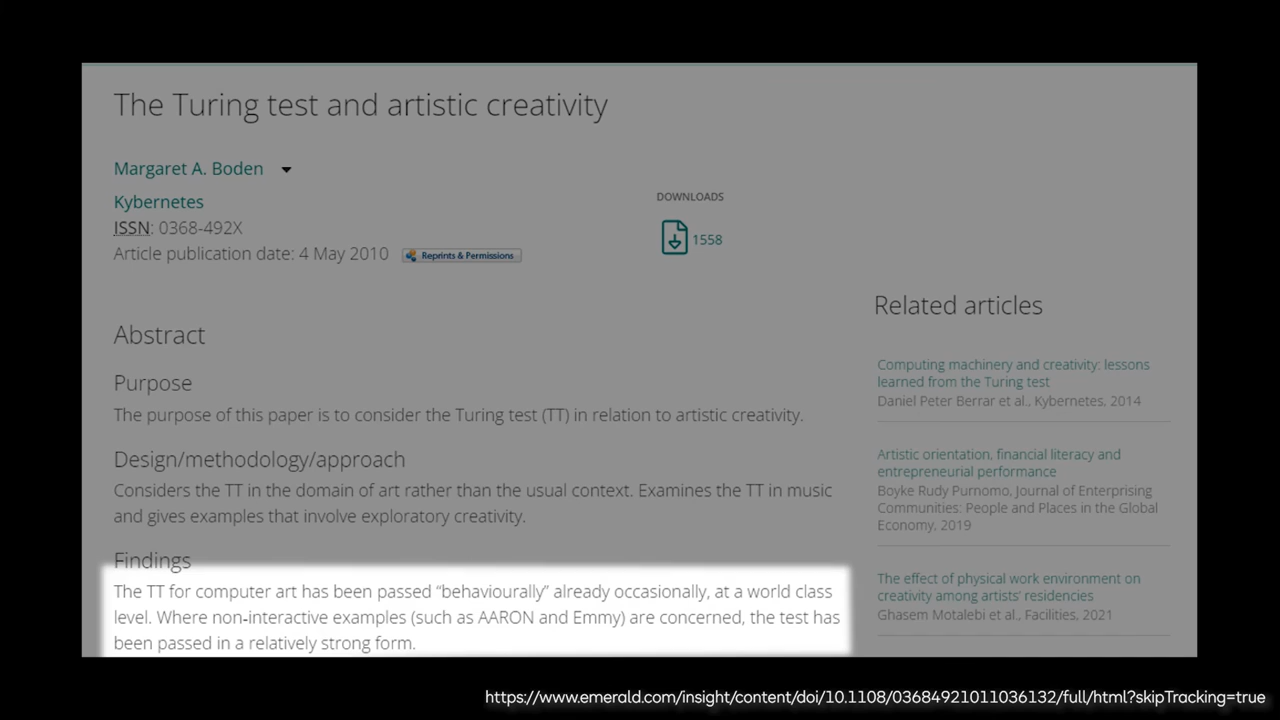 The Turing test and artistic creativity
Margaret A. Boden
Kybernetes
ISSN: 0368-492X
Article publication date: 4 May 2010 Reprints & Permissions
DOWNLOADS
1558
Abstract
Purpose
The purpose of this paper is to consider the Turing test (TT) in relation to artistic creativity.
Design/methodology/approach
Considers the TT in the domain of art rather than the usual context. Examines the TT in music
and gives examples that involve exploratory creativity.
Findings
The TT for computer art has been passed “behaviourally” already occasionally, at a world class
level. Where non-interactive examples (such as AARON and Emmy) are concerned, the test has
been passed in a relatively strong form.
Related articles
Computing machinery and creativity: lessons
learned from the Turing test
Daniel Peter Berrar et al., Kybernetes, 2014
Artistic orientation, financial literacy and
entrepreneurial performance
Boyke Rudy Purnomo, Journal of Enterprising
Communities: People and Places in the Global
Economy, 2019
The effect of physical work environment on
creativity among artists’ residencies
Ghasem Motalebi et al., Facilities, 2021
https://www.emerald.com/insight/content/doi/10.1108/03684921011036132/full/html?skipTracking=true